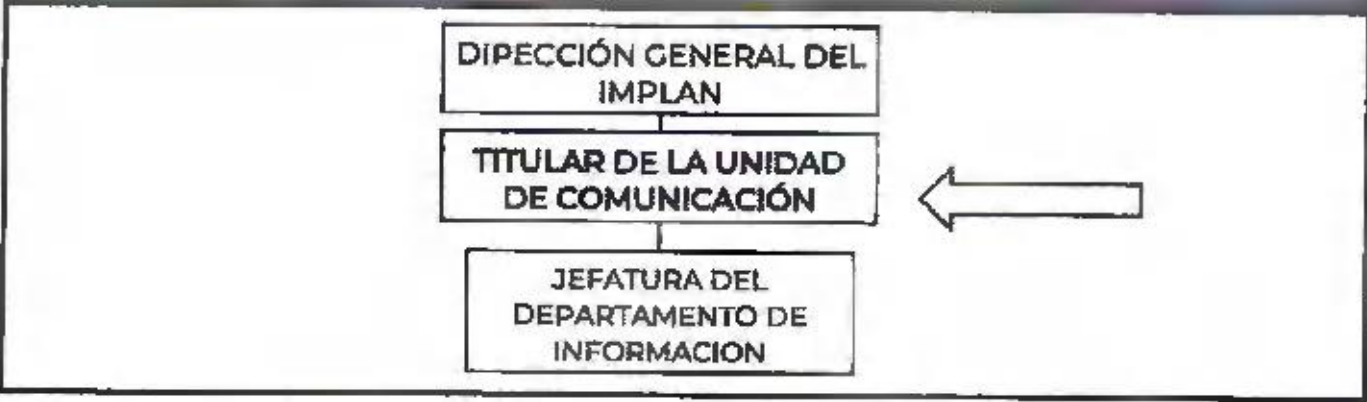 DIPECCIÓN GENERAL DEL
IMPLAN
TITULAR DE LA UNIDAD
DE COMUNICACIÓN
JEFATURA DEL
DEPARTAMENTO DE
INFORMACION